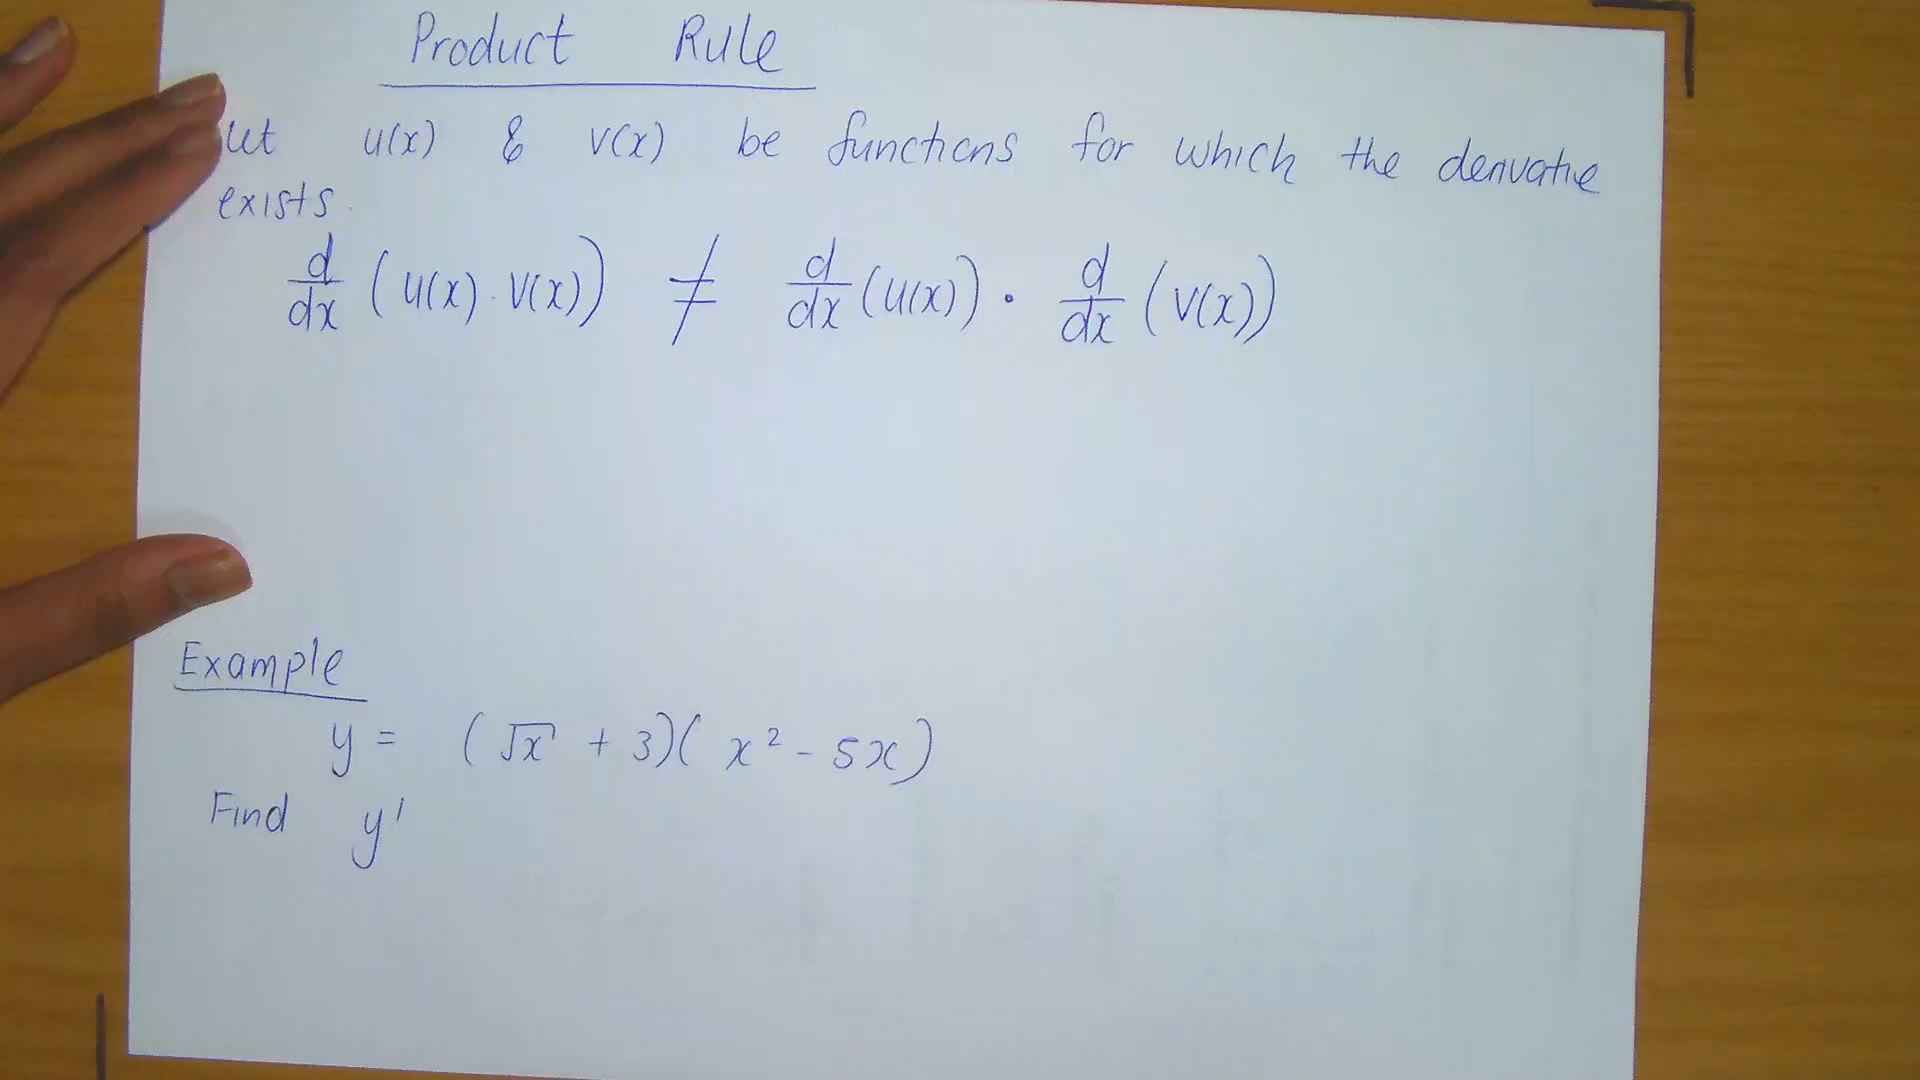 Product Rule
Let u(x) & v(x) be functions for which the derivative
exists.
d/dx (u(x) · v(x)) ≠ d/dx (u(x)) · d/dx (v(x))
Example
y = (√x + 3)(x² - 5x)
Find y'